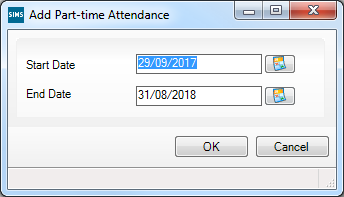 SIMS Add Part-time Attendance
Start Date 29/09/2017
End Date 31/08/2018
OK Cancel